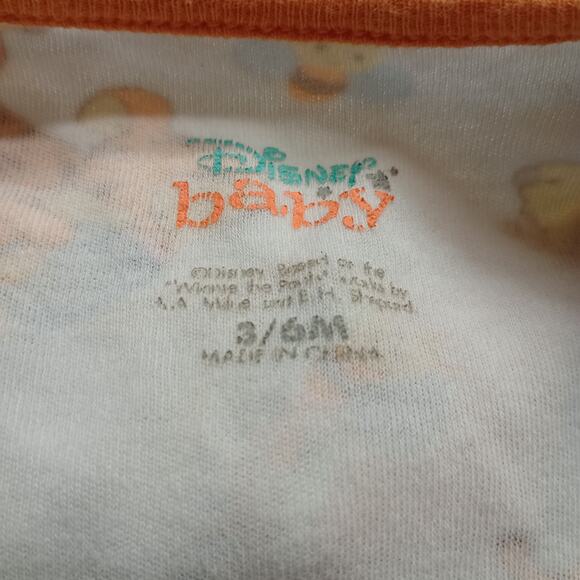 Disney
baby
©Disney Based on the
"Winnie the Pooh" works by
A.A. Milne and E.H. Shepard
3/6M
MADE IN CHINA